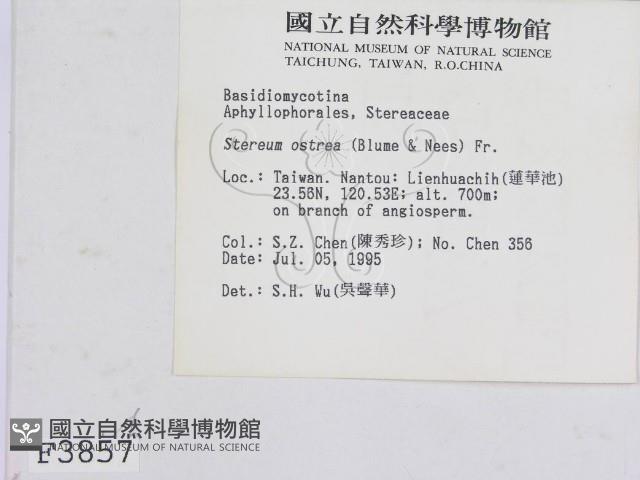 國立自然科學博物館
NATIONAL MUSEUM OF NATURAL SCIENCE
TAICHUNG, TAIWAN, R.O.CHINA
Basidiomycotina
Aphyllophorales, Stereaceae
Stereum ostrea (Blume & Nees) Fr.
Loc.: Taiwan. Nantou: Lienhuachih(蓮華池)
23.56N, 120.53E; alt. 700m;
on branch of angiosperm.
Col.: S.Z. Chen(陳秀珍); No. Chen 356
Date: Jul. 05, 1995
Det.: S.H. Wu(吳聲華)
國立自然科學博物館
NATIONAL MUSEUM OF NATURAL SCIENCE
F3857